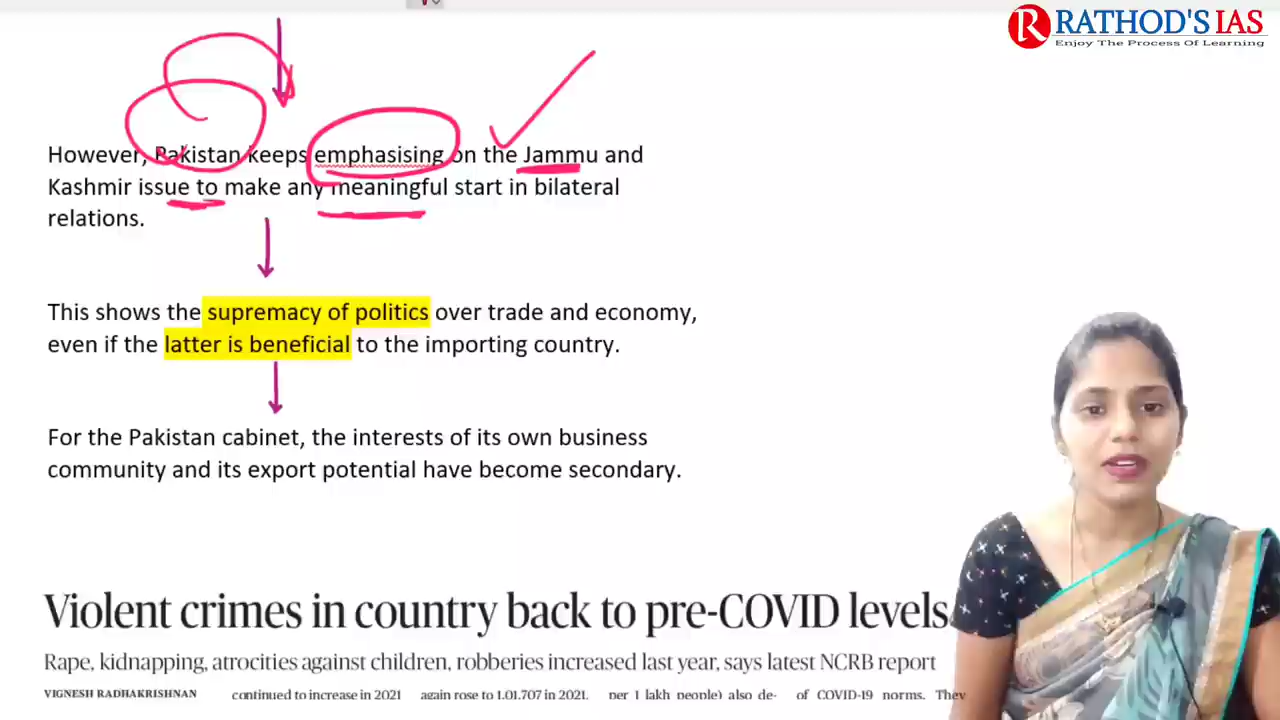 RATHOD'S IAS
Enjoy The Process Of Learning
However, Pakistan keeps emphasising on the Jammu and
Kashmir issue to make any meaningful start in bilateral
relations.
This shows the supremacy of politics over trade and economy,
even if the latter is beneficial to the importing country.
For the Pakistan cabinet, the interests of its own business
community and its export potential have become secondary.
Violent crimes in country back to pre-COVID levels
Rape, kidnapping, atrocities against children, robberies increased last year, says latest NCRB report
VIGNESH RADHAKRISHNAN continued to increase in 2021 again rose to 1,01,707 in 2021. per 1 lakh people) also de- of COVID-19 norms. They